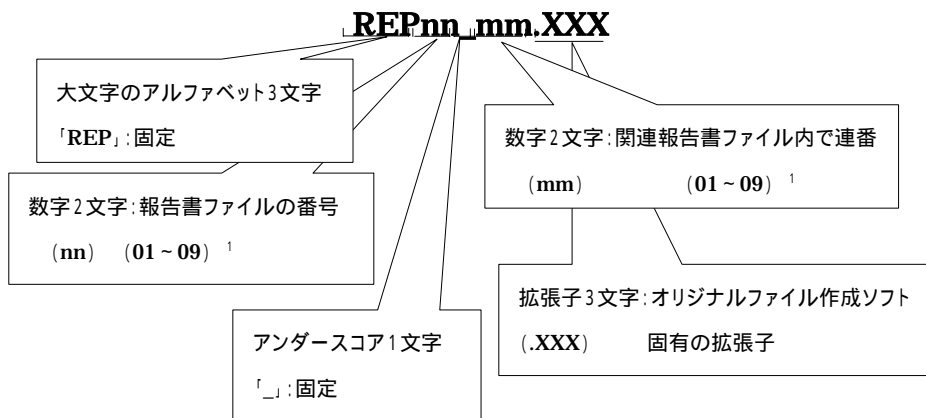 REPnn_mm.XXX
大文字のアルファベット3文字
「REP」:固定
数字2文字:報告書ファイルの番号
(nn) (01~09) 1
アンダースコア1文字
「_」:固定
数字2文字:関連報告書ファイル内で連番
(mm) (01~09) 1
拡張子3文字:オリジナルファイル作成ソフト
(.XXX) 固有の拡張子